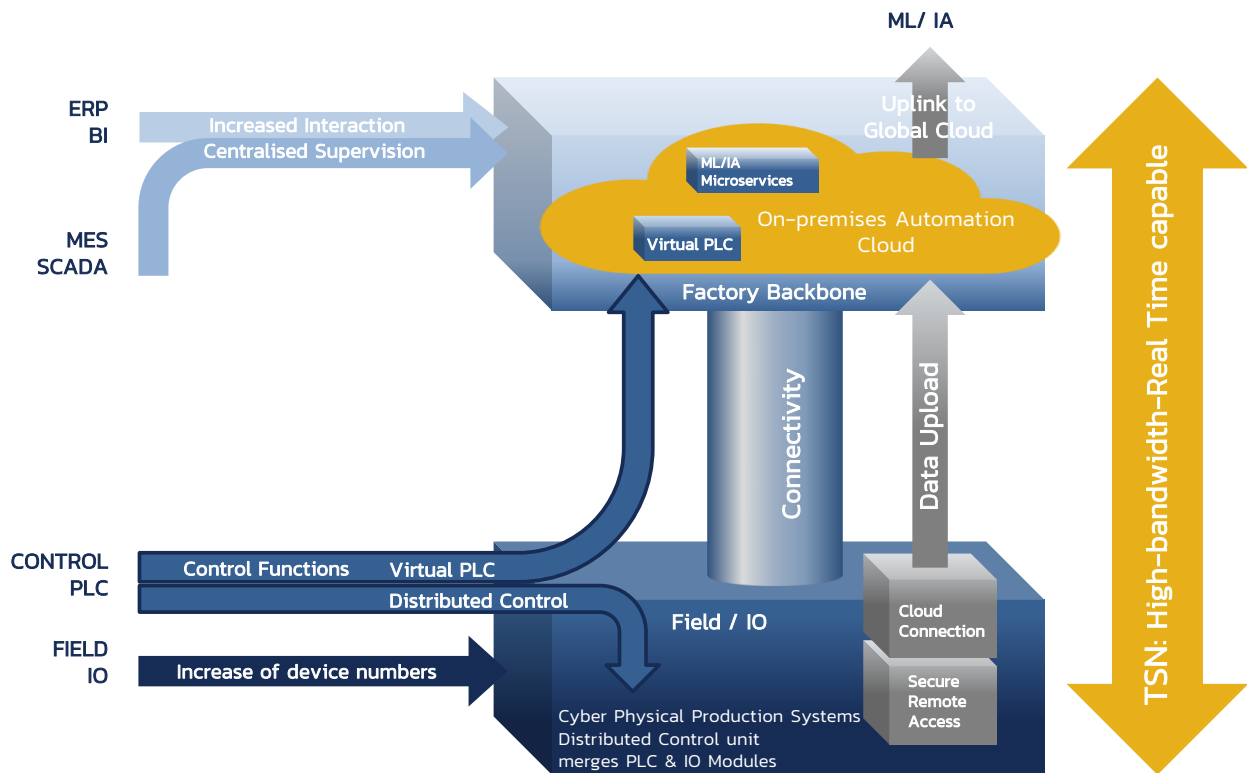 ML/ IA
ERP
BI
Increased Interaction
Centralised Supervision
MES
SCADA
Uplink to
Global Cloud
ML/IA
Microservices
On-premises Automation
Cloud
Virtual PLC
Factory Backbone
Connectivity
Data Upload
TSN: High-bandwidth-Real Time capable
CONTROL
PLC
Control Functions
Virtual PLC
Distributed Control
FIELD
IO
Increase of device numbers
Field / IO
Cloud
Connection
Secure
Remote
Access
Cyber Physical Production Systems
Distributed Control unit
merges PLC & IO Modules